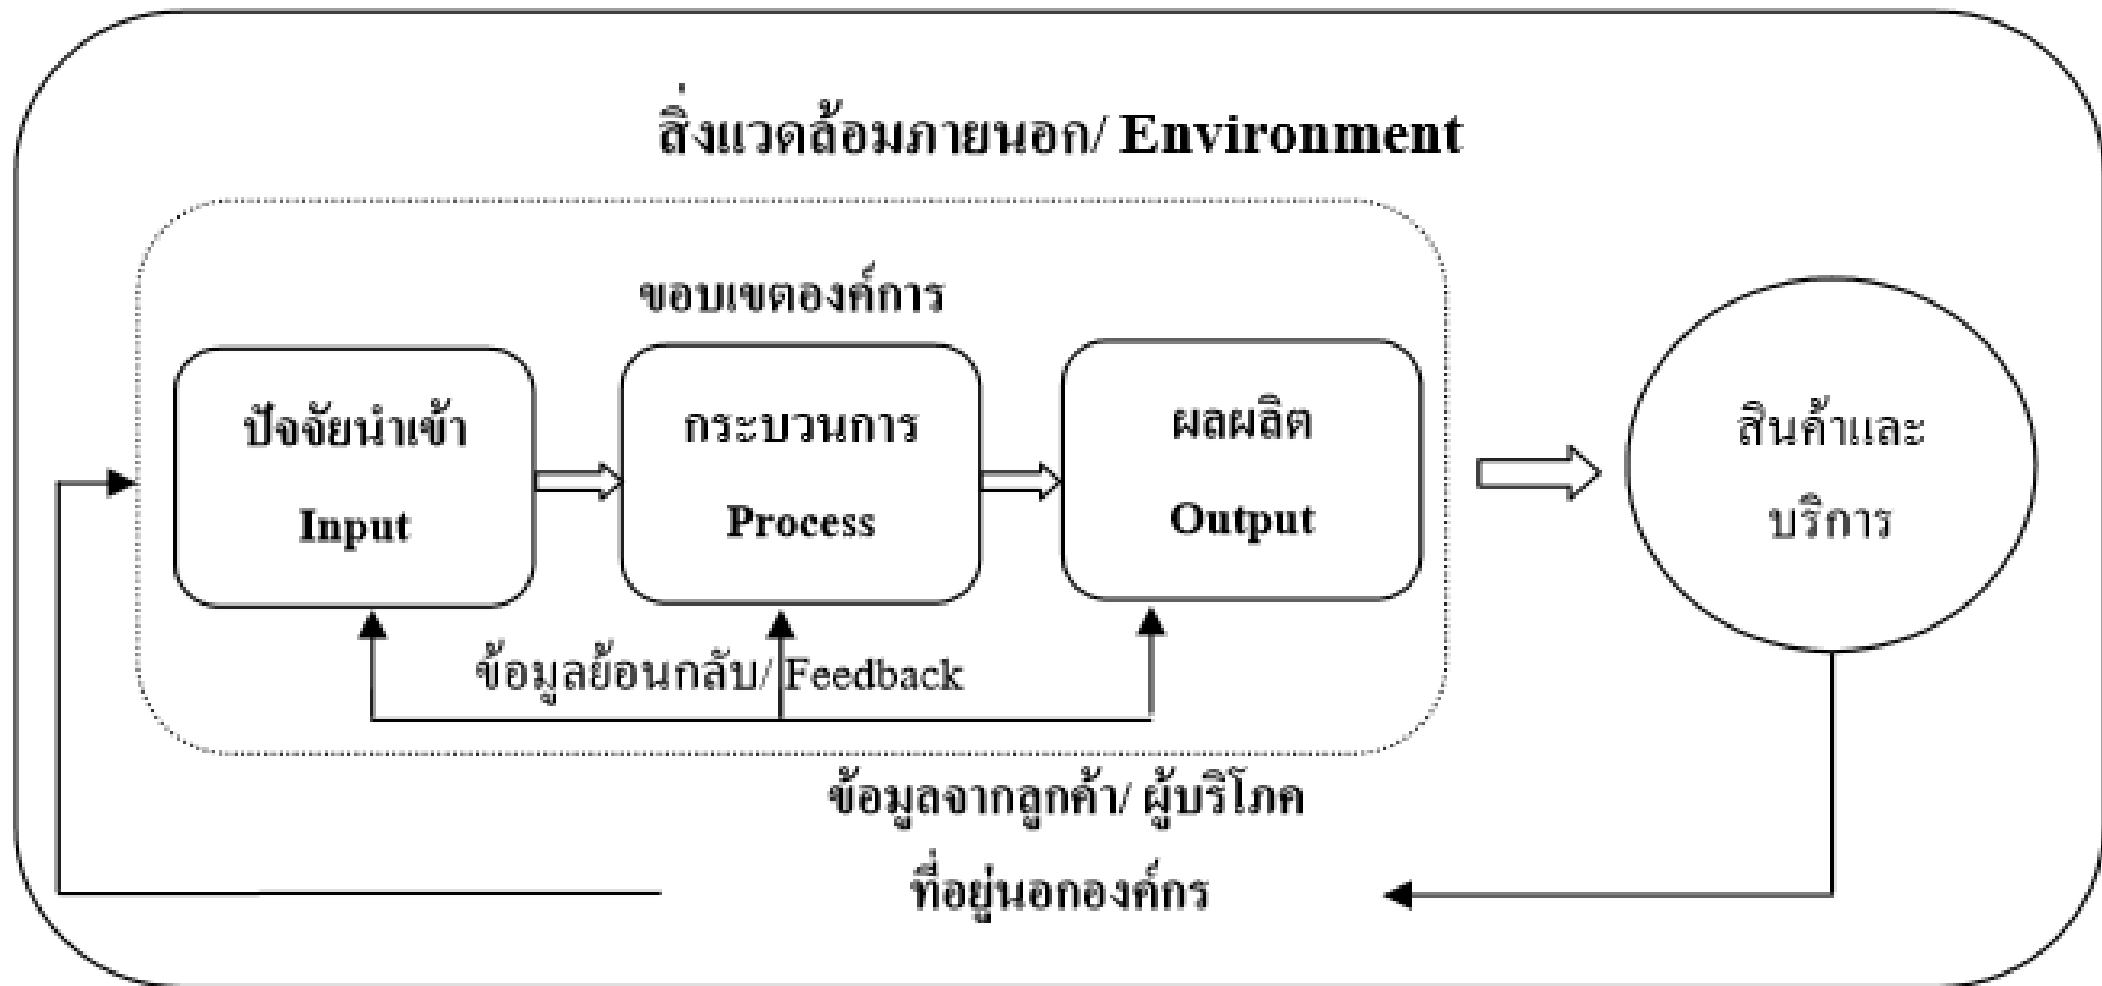 สิ่งแวดล้อมภายนอก/ Environment
ขอบเขตองค์การ
ปัจจัยนำเข้า
Input
กระบวนการ
Process
ผลผลิต
Output
สินค้าและ
บริการ
ข้อมูลย้อนกลับ/ Feedback
ข้อมูลจากลูกค้า/ ผู้บริโภค
ที่อยู่นอกองค์กร